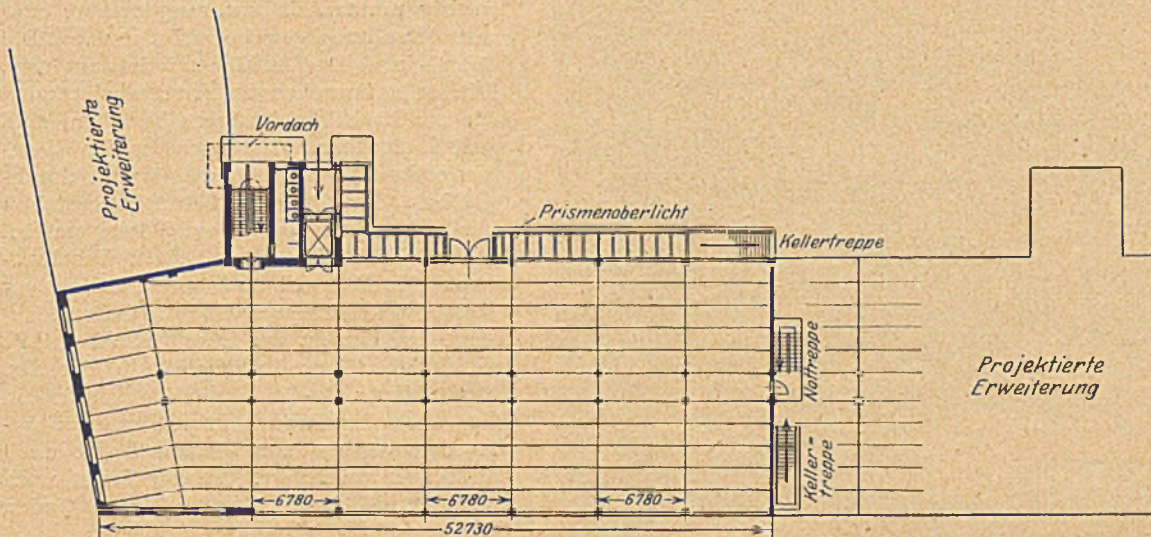 Projektierte
Erweiterung
Vordach
Prismenoberlicht
Kellertreppe
Nottreppe
Projektierte
Erweiterung
Keller=
treppe
6780
6780
6780
52730